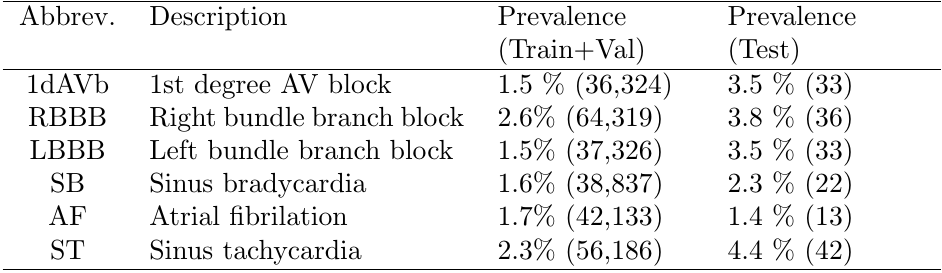 Abbrev. Description Prevalence Prevalence
(Train+Val) (Test)
1dAVb 1st degree AV block 1.5 % (36,324) 3.5 % (33)
RBBB Right bundle branch block 2.6% (64,319) 3.8 % (36)
LBBB Left bundle branch block 1.5% (37,326) 3.5 % (33)
SB Sinus bradycardia 1.6% (38,837) 2.3 % (22)
AF Atrial fibrilation 1.7% (42,133) 1.4 % (13)
ST Sinus tachycardia 2.3% (56,186) 4.4 % (42)